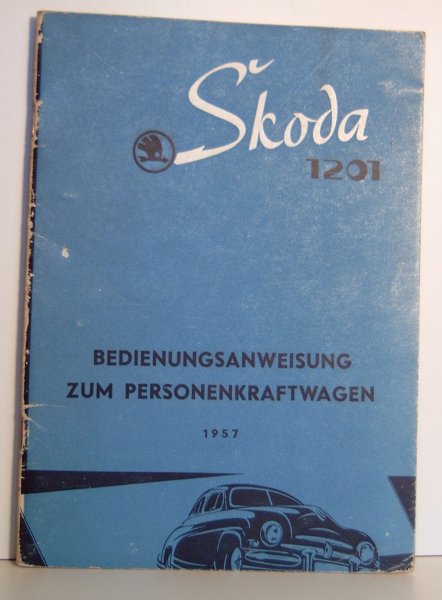 Škoda
1201
BEDIENUNGSANWEISUNG
ZUM PERSONENKRAFTWAGEN
1957